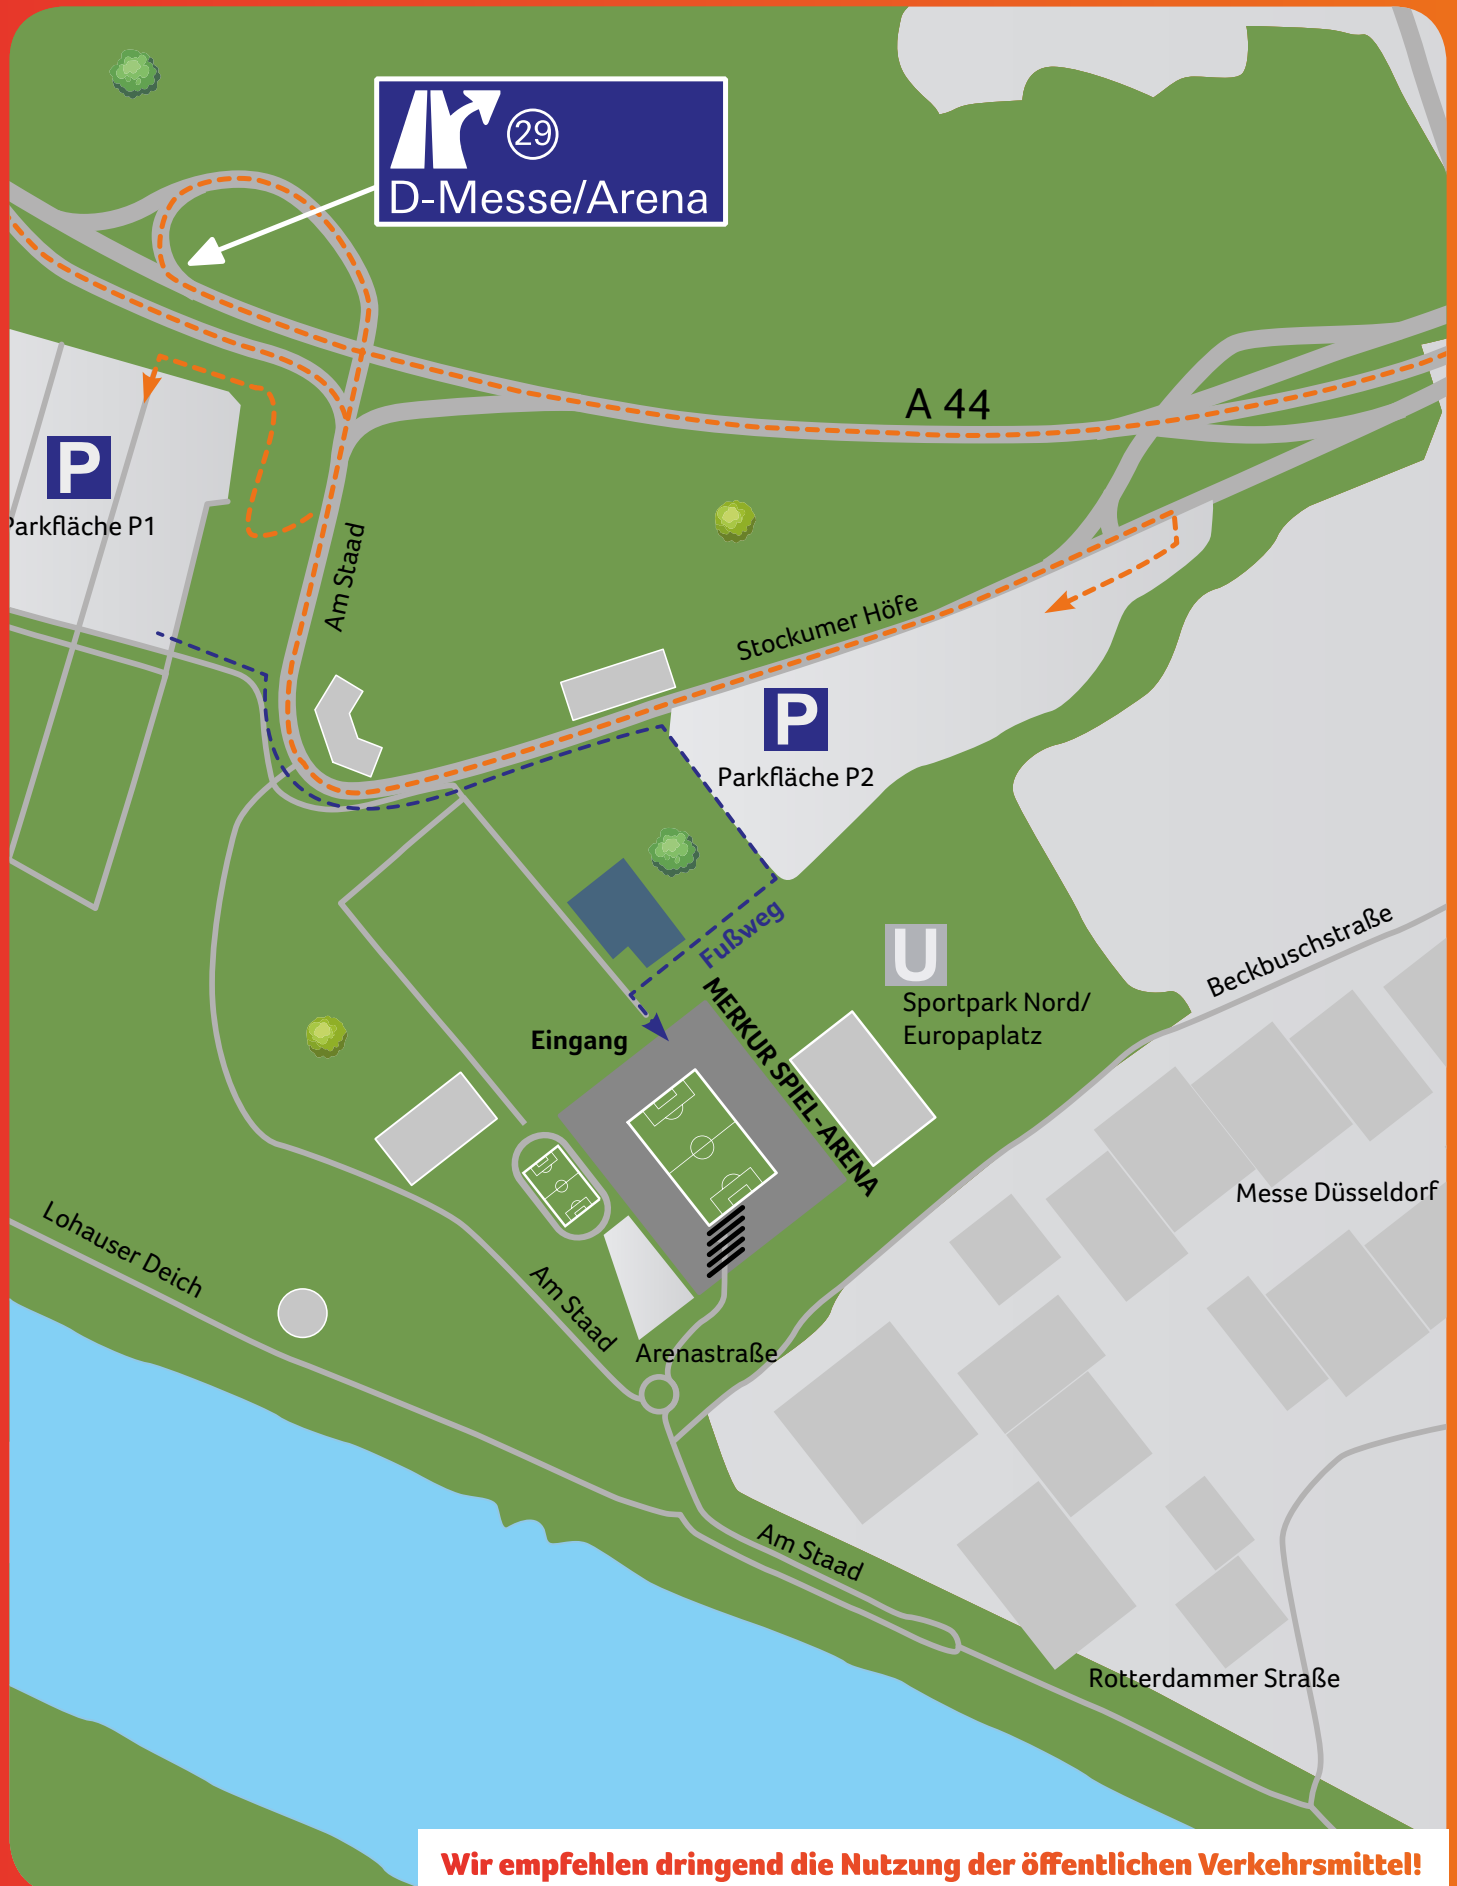 29
D-Messe/Arena
A 44
P
Parkfläche P1
Am Staad
Stockumer Höfe
P
Parkfläche P2
Fußweg
U
Sportpark Nord/
Europaplatz
Beckbuschstraße
Eingang
MERKUR SPIEL-ARENA
Messe Düsseldorf
Lohauser Deich
Am Staad
Arenastraße
Am Staad
Rotterdammer Straße
Wir empfehlen dringend die Nutzung der öffentlichen Verkehrsmittel!